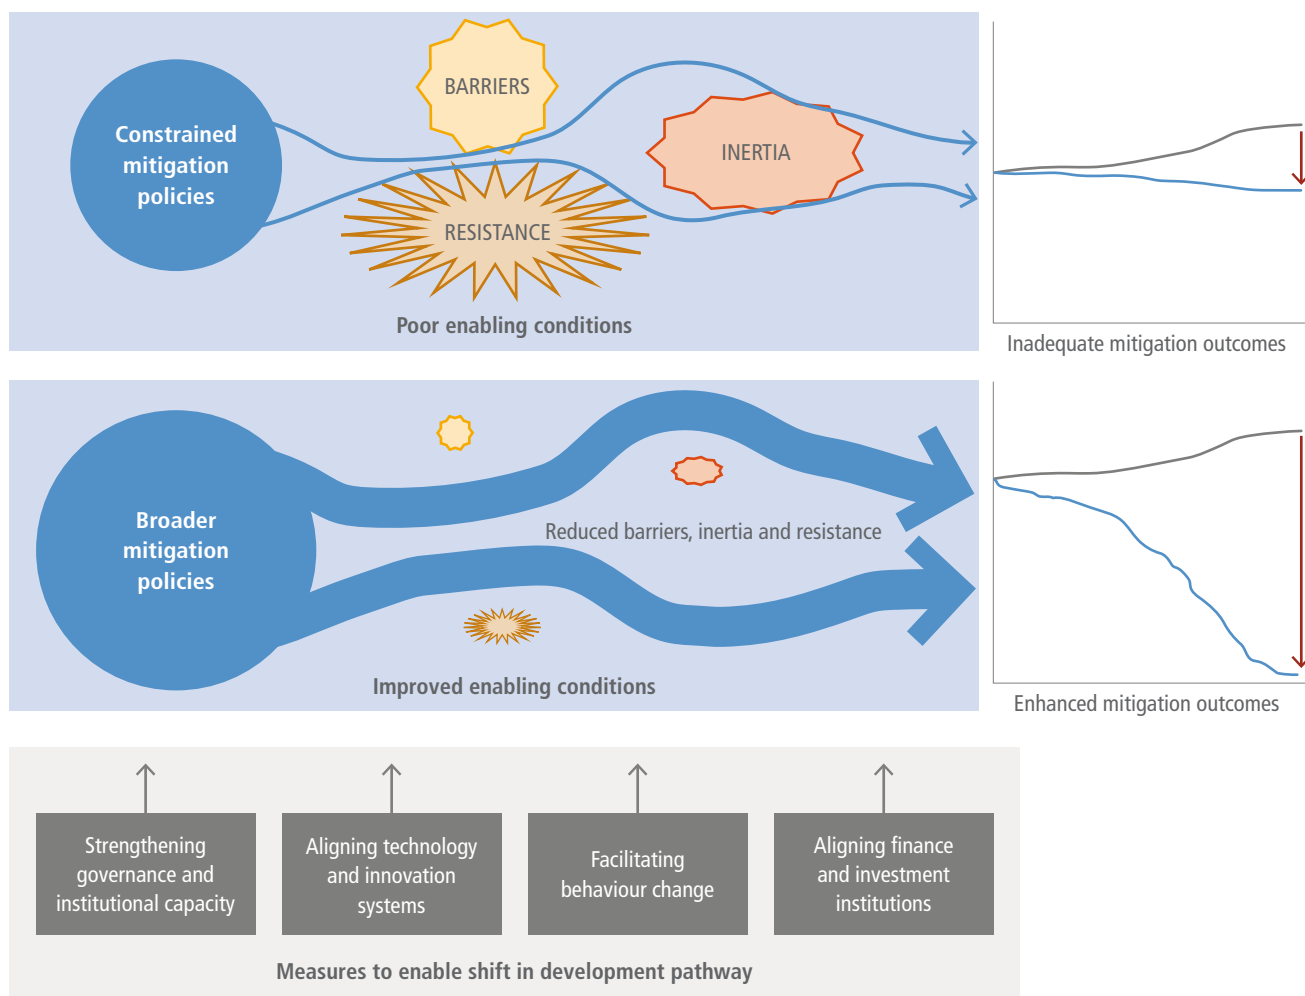 Constrained
mitigation
policies
BARRIERS
RESISTANCE
INERTIA
Poor enabling conditions
Inadequate mitigation outcomes
Broader
mitigation
policies
Reduced barriers, inertia and resistance
Improved enabling conditions
Enhanced mitigation outcomes
Strengthening
governance and
institutional capacity
Aligning technology
and innovation
systems
Facilitating
behaviour change
Aligning finance
and investment
institutions
Measures to enable shift in development pathway